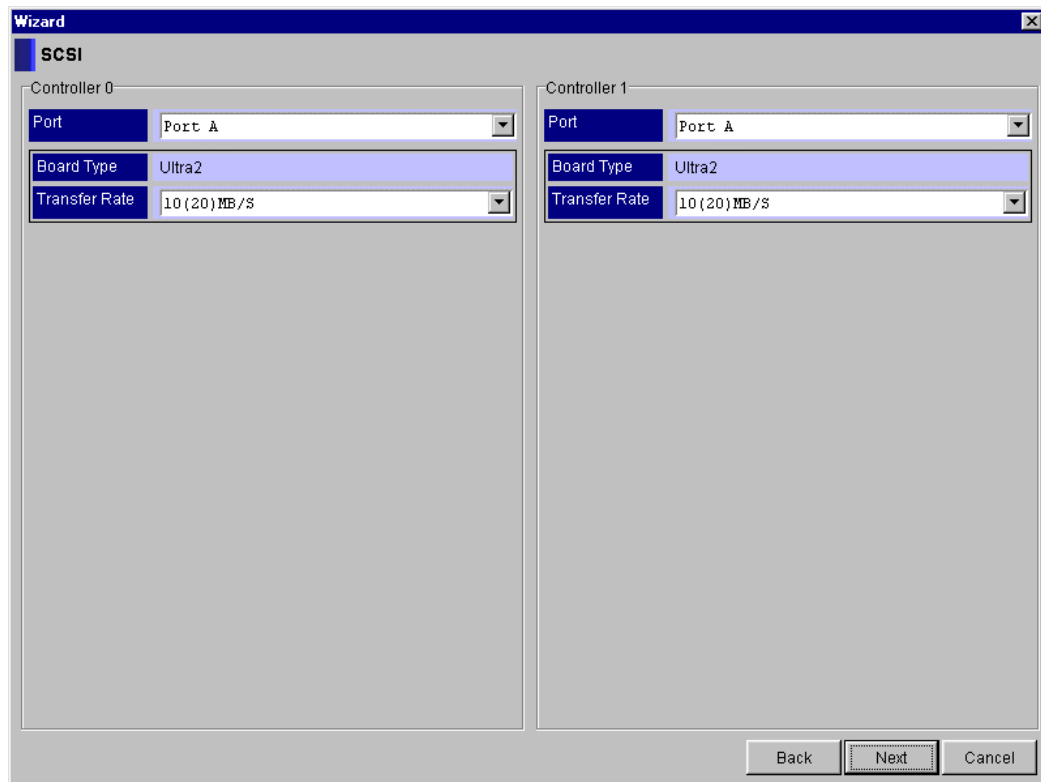 Wizard
SCSI
Controller 0
Port
Port A
Board Type
Ultra2
Transfer Rate
10(20)MB/S
Controller 1
Port
Port A
Board Type
Ultra2
Transfer Rate
10(20)MB/S
Back
Next
Cancel